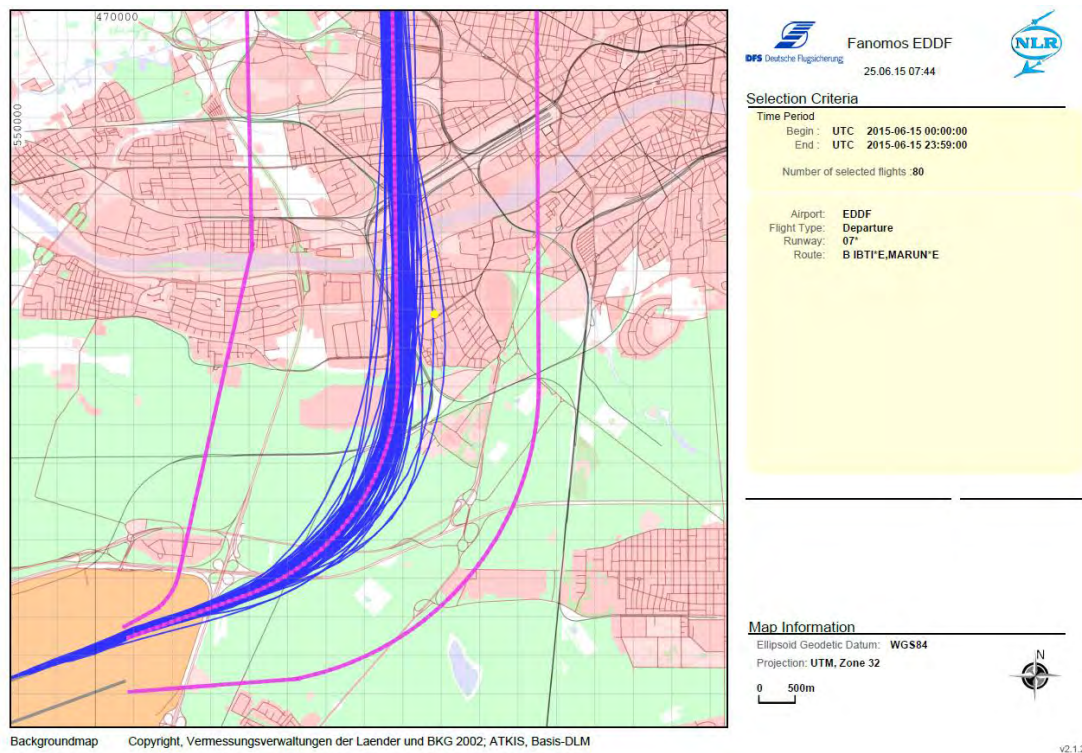 470000
550000
DFS Deutsche Flugsicherung
Fanomos EDDF
25.06.15 07:44
NLR
Selection Criteria
Time Period
Begin : UTC 2015-06-15 00:00:00
End : UTC 2015-06-15 23:59:00
Number of selected flights :80
Airport: EDDF
Flight Type: Departure
Runway: 07*
Route: B IBTI*E,MARUN*E
Map Information
Ellipsoid Geodetic Datum: WGS84
Projection: UTM, Zone 32
N
0 500m
Backgroundmap Copyright, Vermessungsverwaltungen der Laender und BKG 2002; ATKIS, Basis-DLM